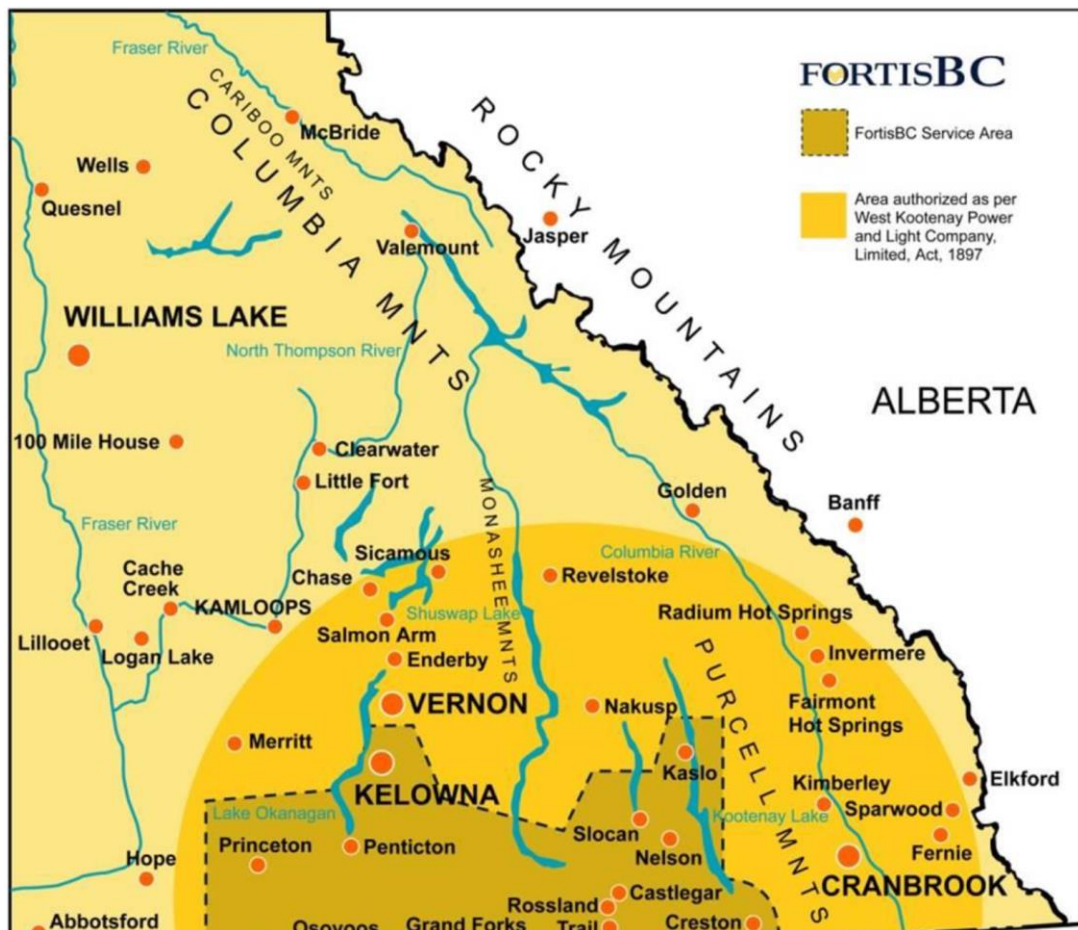 Fraser River
CARIBOO MNTS
COLUMBIA MNTS
McBride
Wells
Quesnel
Valemount
ROCKY MOUNTAINS
Jasper
FORTISBC
FortisBC Service Area
Area authorized as per
West Kootenay Power
and Light Company,
Limited, Act, 1897
WILLIAMS LAKE
North Thompson River
ALBERTA
100 Mile House
Clearwater
Little Fort
Golden
Banff
Fraser River
MONASHEE MNTS
Columbia River
Sicamous
Cache
Creek
Chase
Revelstoke
KAMLOOPS
Shuswap Lake
Radium Hot Springs
Lillooet
Logan Lake
Salmon Arm
Enderby
Invermere
PURCELL MNTS
Fairmont
Hot Springs
VERNON
Nakusp
Merritt
Kaslo
Elkford
KELOWNA
Kimberley
Sparwood
Lake Okanagan
Kootenay Lake
Princeton
Penticton
Slocan
Nelson
Fernie
Hope
CRANBROOK
Castlegar
Rossland
Abbotsford
Osoyoos
Grand Forks
Trail
Creston